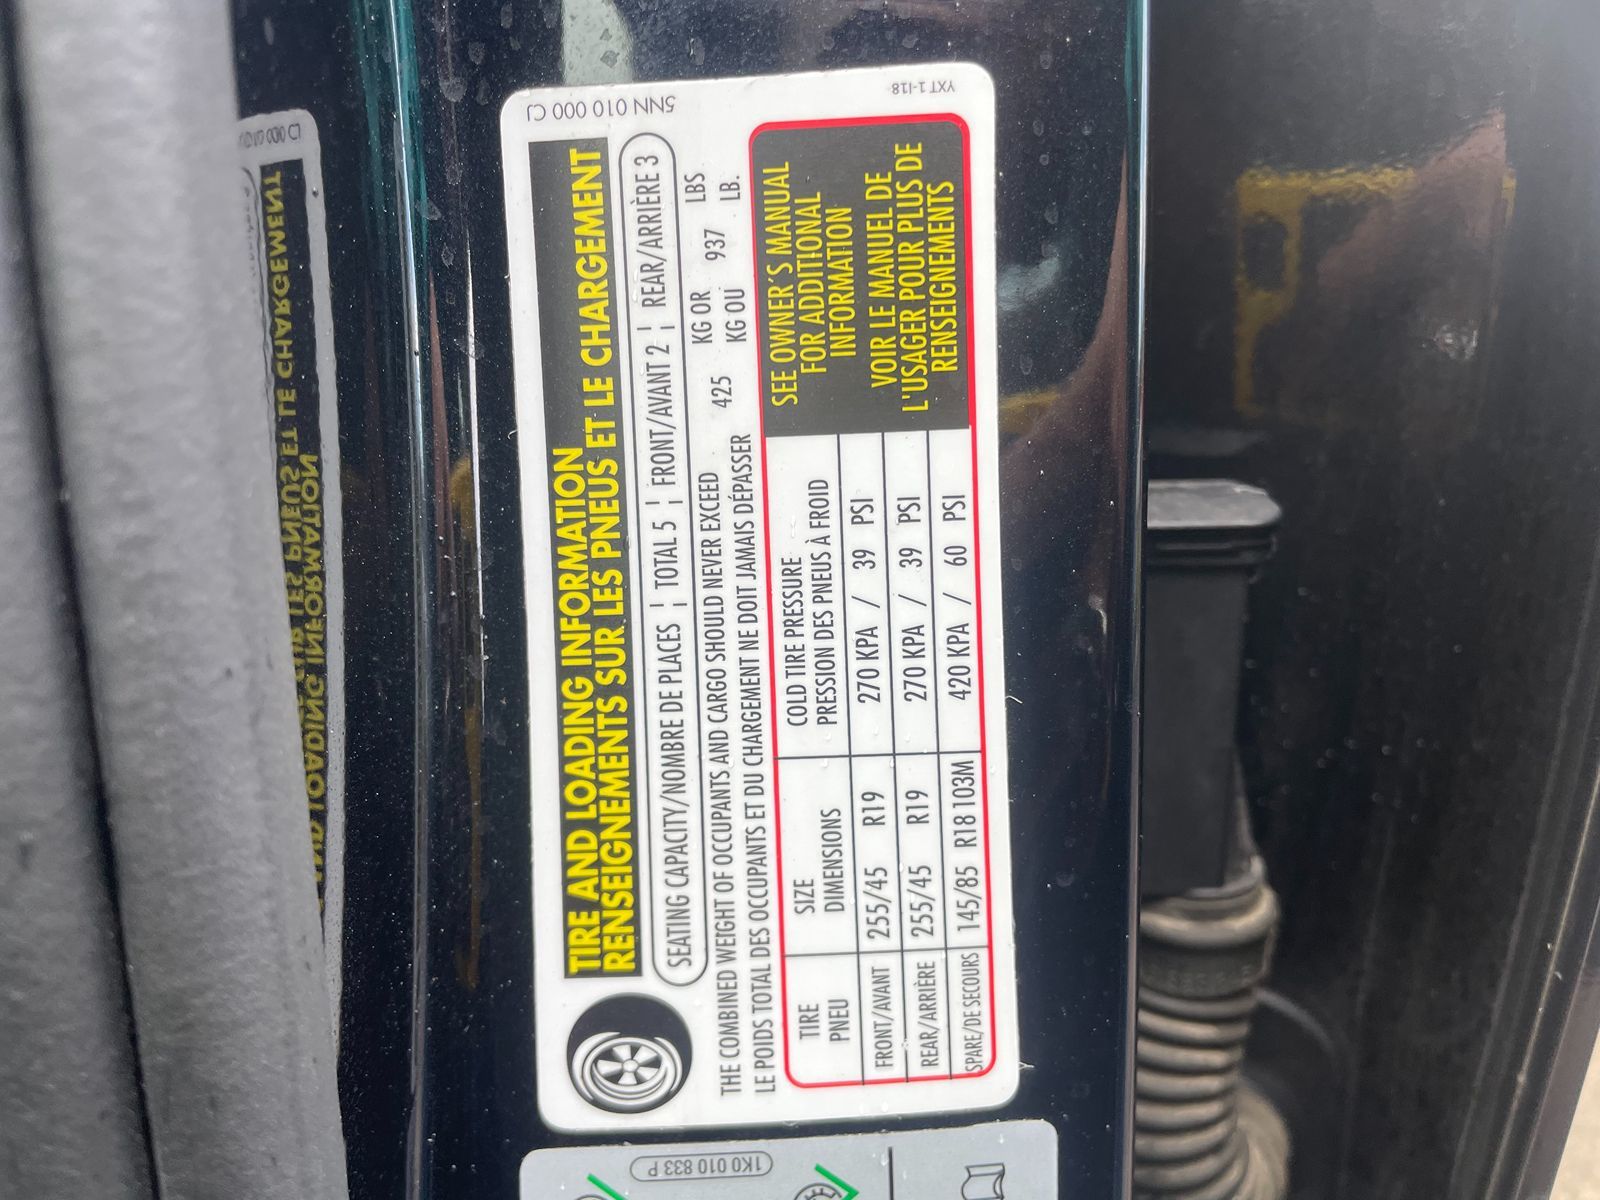 5NN 010 000 CJ
YXT 1-I18
TIRE AND LOADING INFORMATION
RENSEIGNEMENTS SUR LES PNEUS ET LE CHARGEMENT
SEATING CAPACITY/NOMBRE DE PLACES ¦ TOTAL 5 ¦ FRONT/AVANT 2 ¦ REAR/ARRIÈRE 3
THE COMBINED WEIGHT OF OCCUPANTS AND CARGO SHOULD NEVER EXCEED 425 KG OR 937 LBS
LE POIDS TOTAL DES OCCUPANTS ET DU CHARGEMENT NE DOIT JAMAIS DÉPASSER KG OU LB.
TIRE SIZE COLD TIRE PRESSURE
PNEU DIMENSIONS PRESSION DES PNEUS À FROID
FRONT/AVANT 255/45 R19 270 KPA / 39 PSI
REAR/ARRIÈRE 255/45 R19 270 KPA / 39 PSI
SPARE/DE SECOURS 145/85 R18 103M 420 KPA / 60 PSI
SEE OWNER'S MANUAL
FOR ADDITIONAL
INFORMATION
VOIR LE MANUEL DE
L'USAGER POUR PLUS DE
RENSEIGNEMENTS
1K0 010 833 P